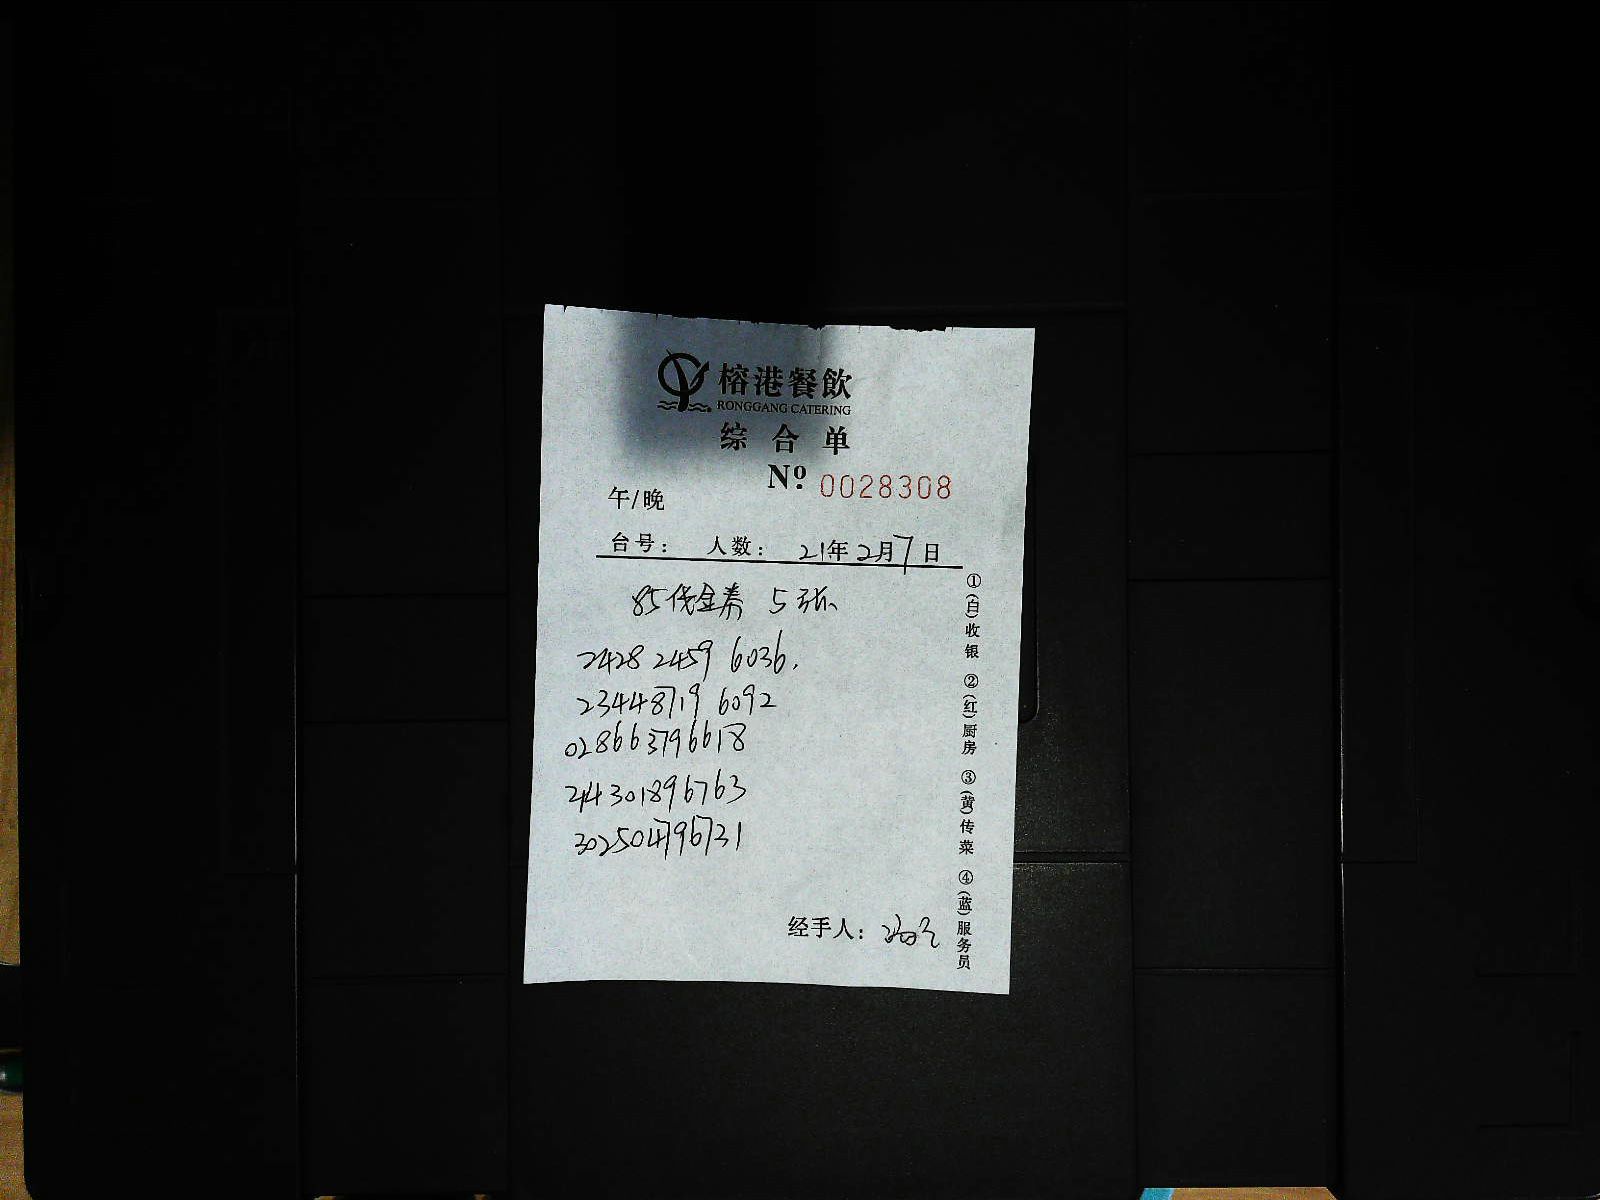 榕港餐飲
RONGGANG CATERING
综合单
Nº 0028308
午/晚
台号： 人数： 21年2月7日
85代金券 5张
2428 2459 6036.
23448719 6092
028663796618
244301896763
302504796731
经手人：
①(白)收银 ②(红)厨房 ③(黄)传菜 ④(蓝)服务员